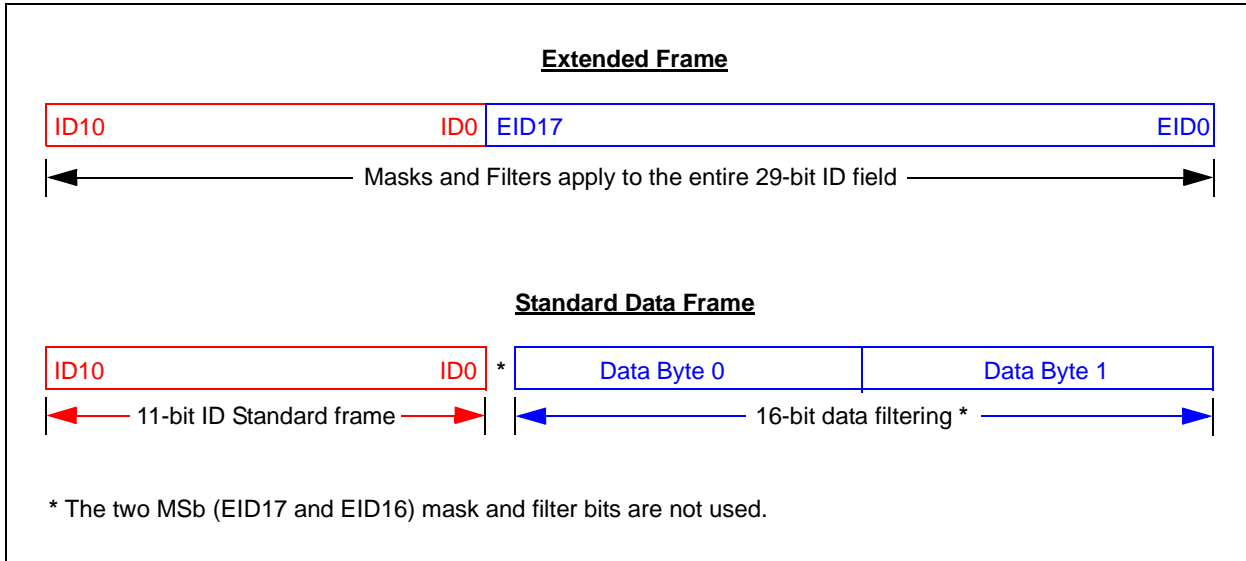 Extended Frame
ID10 ID0 EID17 EID0
Masks and Filters apply to the entire 29-bit ID field
Standard Data Frame
ID10 ID0 * Data Byte 0 Data Byte 1
11-bit ID Standard frame 16-bit data filtering *
* The two MSb (EID17 and EID16) mask and filter bits are not used.